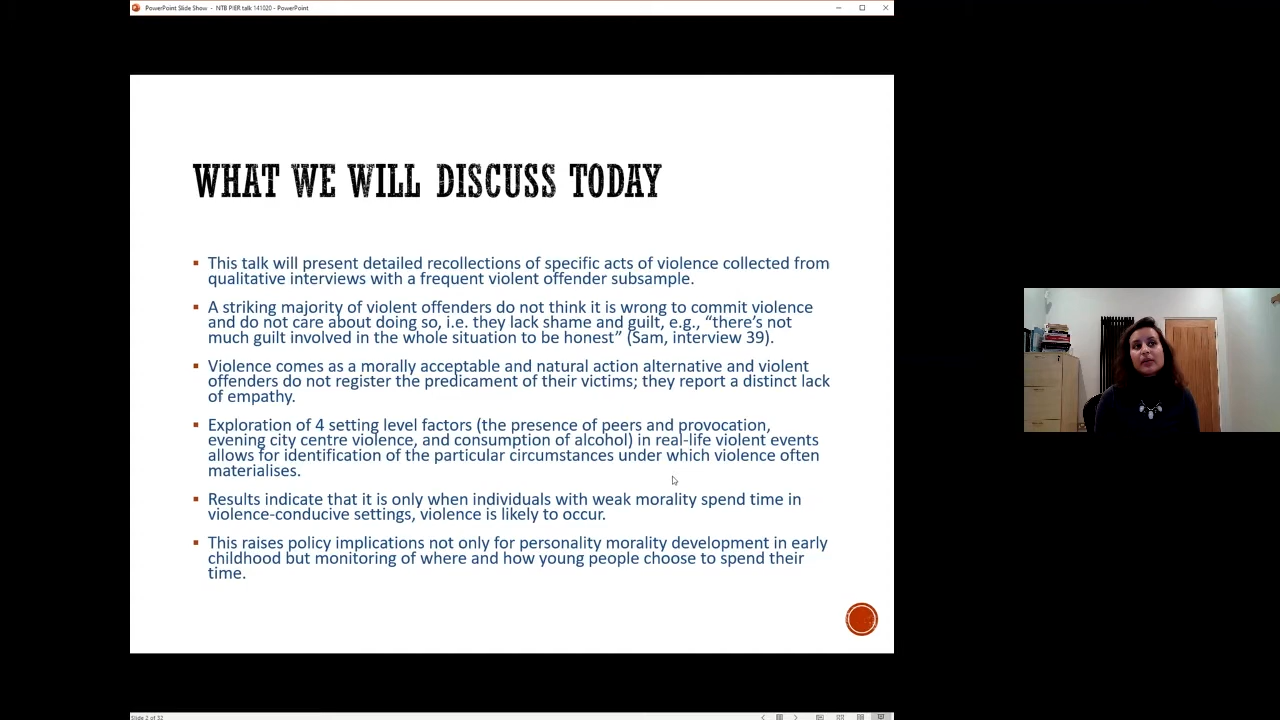 PowerPoint Slide Show - NTB PIER talk 141020 - PowerPoint
WHAT WE WILL DISCUSS TODAY
This talk will present detailed recollections of specific acts of violence collected from
qualitative interviews with a frequent violent offender subsample.
A striking majority of violent offenders do not think it is wrong to commit violence
and do not care about doing so, i.e. they lack shame and guilt, e.g., “there’s not
much guilt involved in the whole situation to be honest” (Sam, interview 39).
Violence comes as a morally acceptable and natural action alternative and violent
offenders do not register the predicament of their victims; they report a distinct lack
of empathy.
Exploration of 4 setting level factors (the presence of peers and provocation,
evening city centre violence, and consumption of alcohol) in real-life violent events
allows for identification of the particular circumstances under which violence often
materialises.
Results indicate that it is only when individuals with weak morality spend time in
violence-conducive settings, violence is likely to occur.
This raises policy implications not only for personality morality development in early
childhood but monitoring of where and how young people choose to spend their
time.
Slide 2 of 32